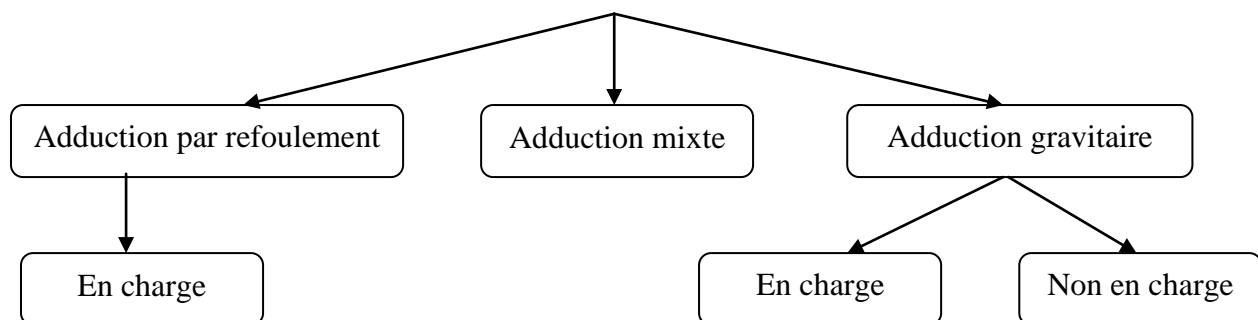 Adduction par refoulement
Adduction mixte
Adduction gravitaire
En charge
En charge
Non en charge